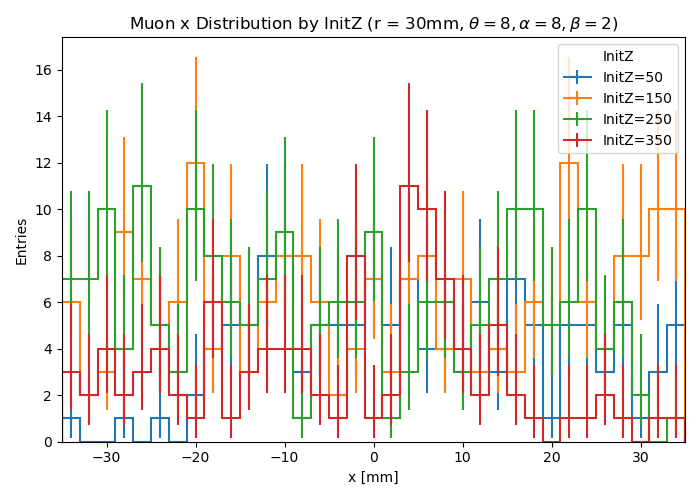 Muon x Distribution by InitZ (r = 30mm, θ = 8, α = 8, β = 2)
InitZ
InitZ=50
InitZ=150
InitZ=250
InitZ=350
Entries
16
14
12
10
8
6
4
2
0
−30 −20 −10 0 10 20 30
x [mm]